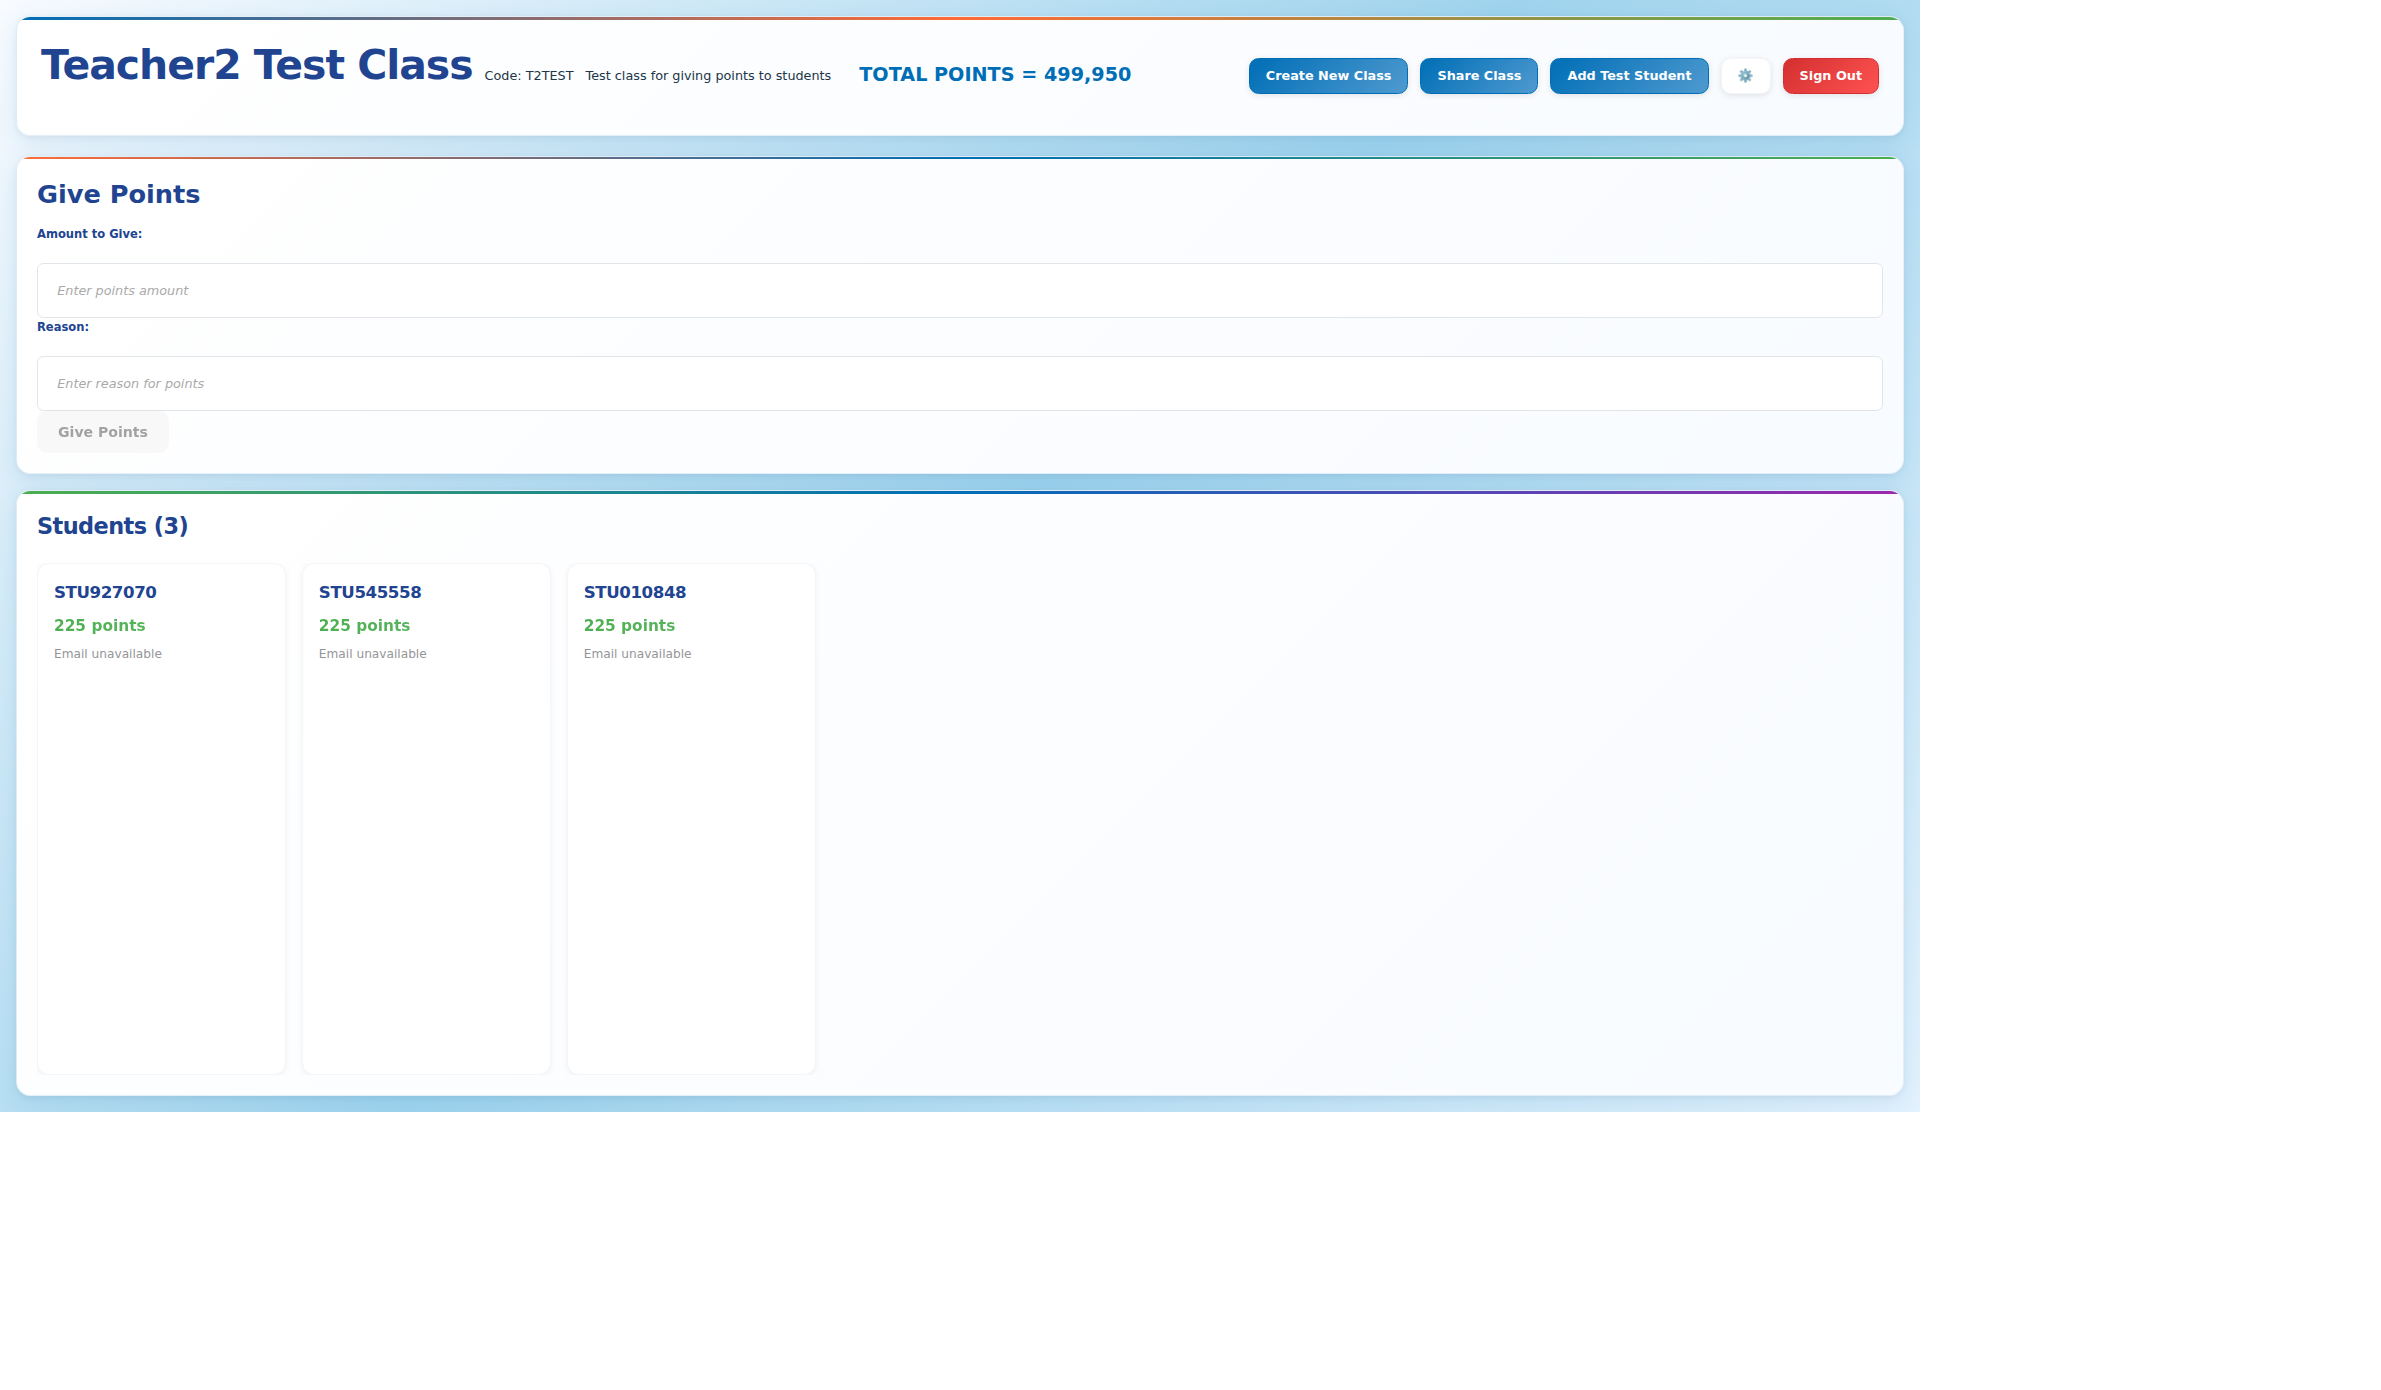 Teacher2 Test Class Code: T2TEST Test class for giving points to students TOTAL POINTS = 499,950 Create New Class Share Class Add Test Student Sign Out
Give Points
Amount to Give:
Enter points amount
Reason:
Enter reason for points
Give Points
Students (3)
STU927070 STU545558 STU010848
225 points 225 points 225 points
Email unavailable Email unavailable Email unavailable